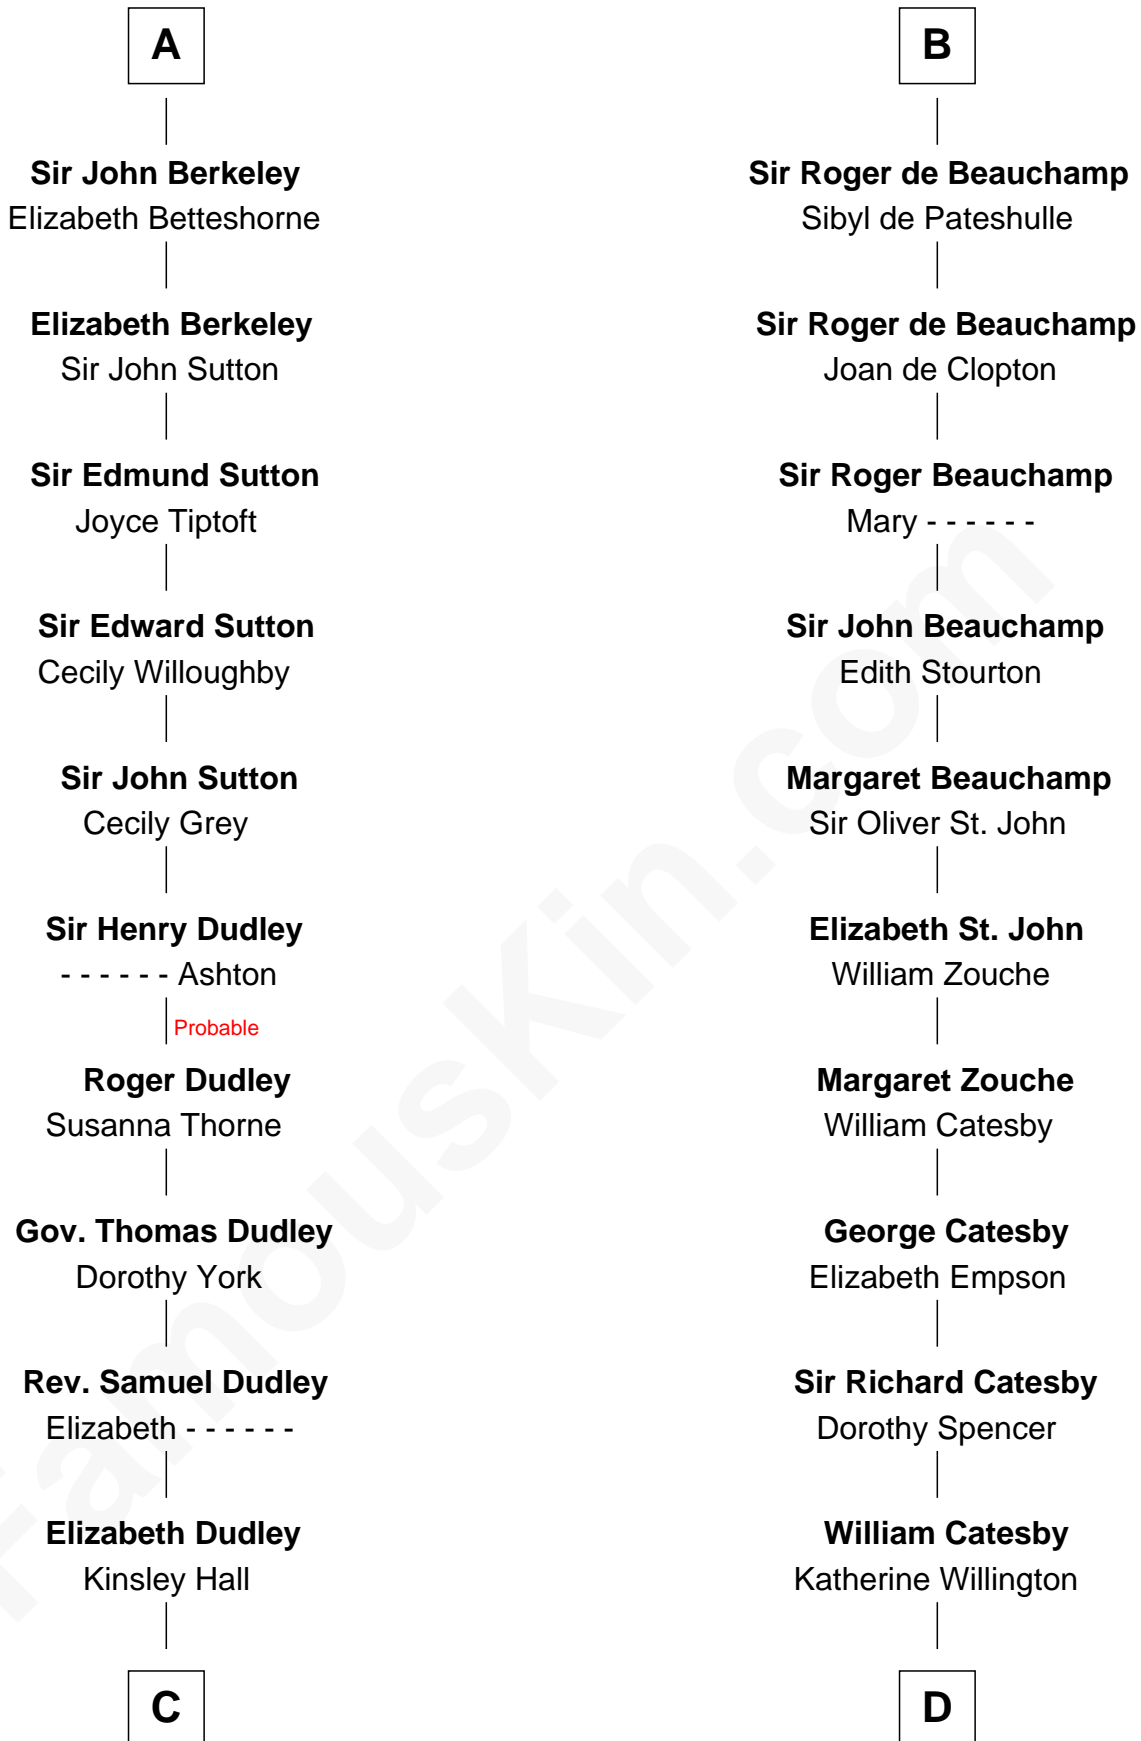 A
Sir John Berkeley
Elizabeth Betteshorne
Elizabeth Berkeley
Sir John Sutton
Sir Edmund Sutton
Joyce Tiptoft
Sir Edward Sutton
Cecily Willoughby
Sir John Sutton
Cecily Grey
Sir Henry Dudley
- - - - - - Ashton
Probable
Roger Dudley
Susanna Thorne
Gov. Thomas Dudley
Dorothy York
Rev. Samuel Dudley
Elizabeth - - - - - -
Elizabeth Dudley
Kinsley Hall
C
B
Sir Roger de Beauchamp
Sibyl de Pateshulle
Sir Roger de Beauchamp
Joan de Clopton
Sir Roger Beauchamp
Mary - - - - - -
Sir John Beauchamp
Edith Stourton
Margaret Beauchamp
Sir Oliver St. John
Elizabeth St. John
William Zouche
Margaret Zouche
William Catesby
George Catesby
Elizabeth Empson
Sir Richard Catesby
Dorothy Spencer
William Catesby
Katherine Willington
D
FamousKin.com